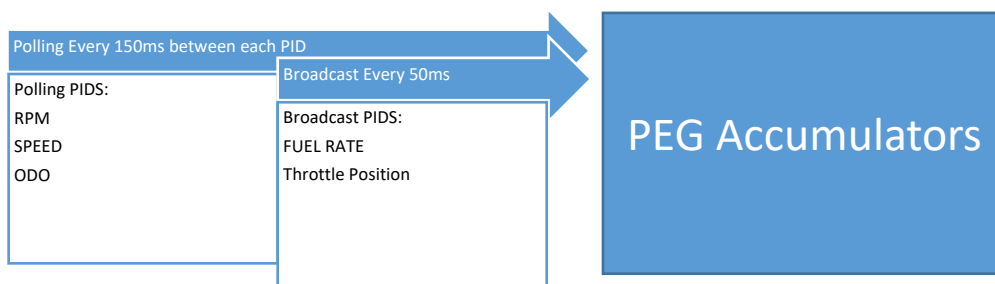 Polling Every 150ms between each PID
Polling PIDS:
RPM
SPEED
ODO
Broadcast Every 50ms
Broadcast PIDS:
FUEL RATE
Throttle Position
PEG Accumulators